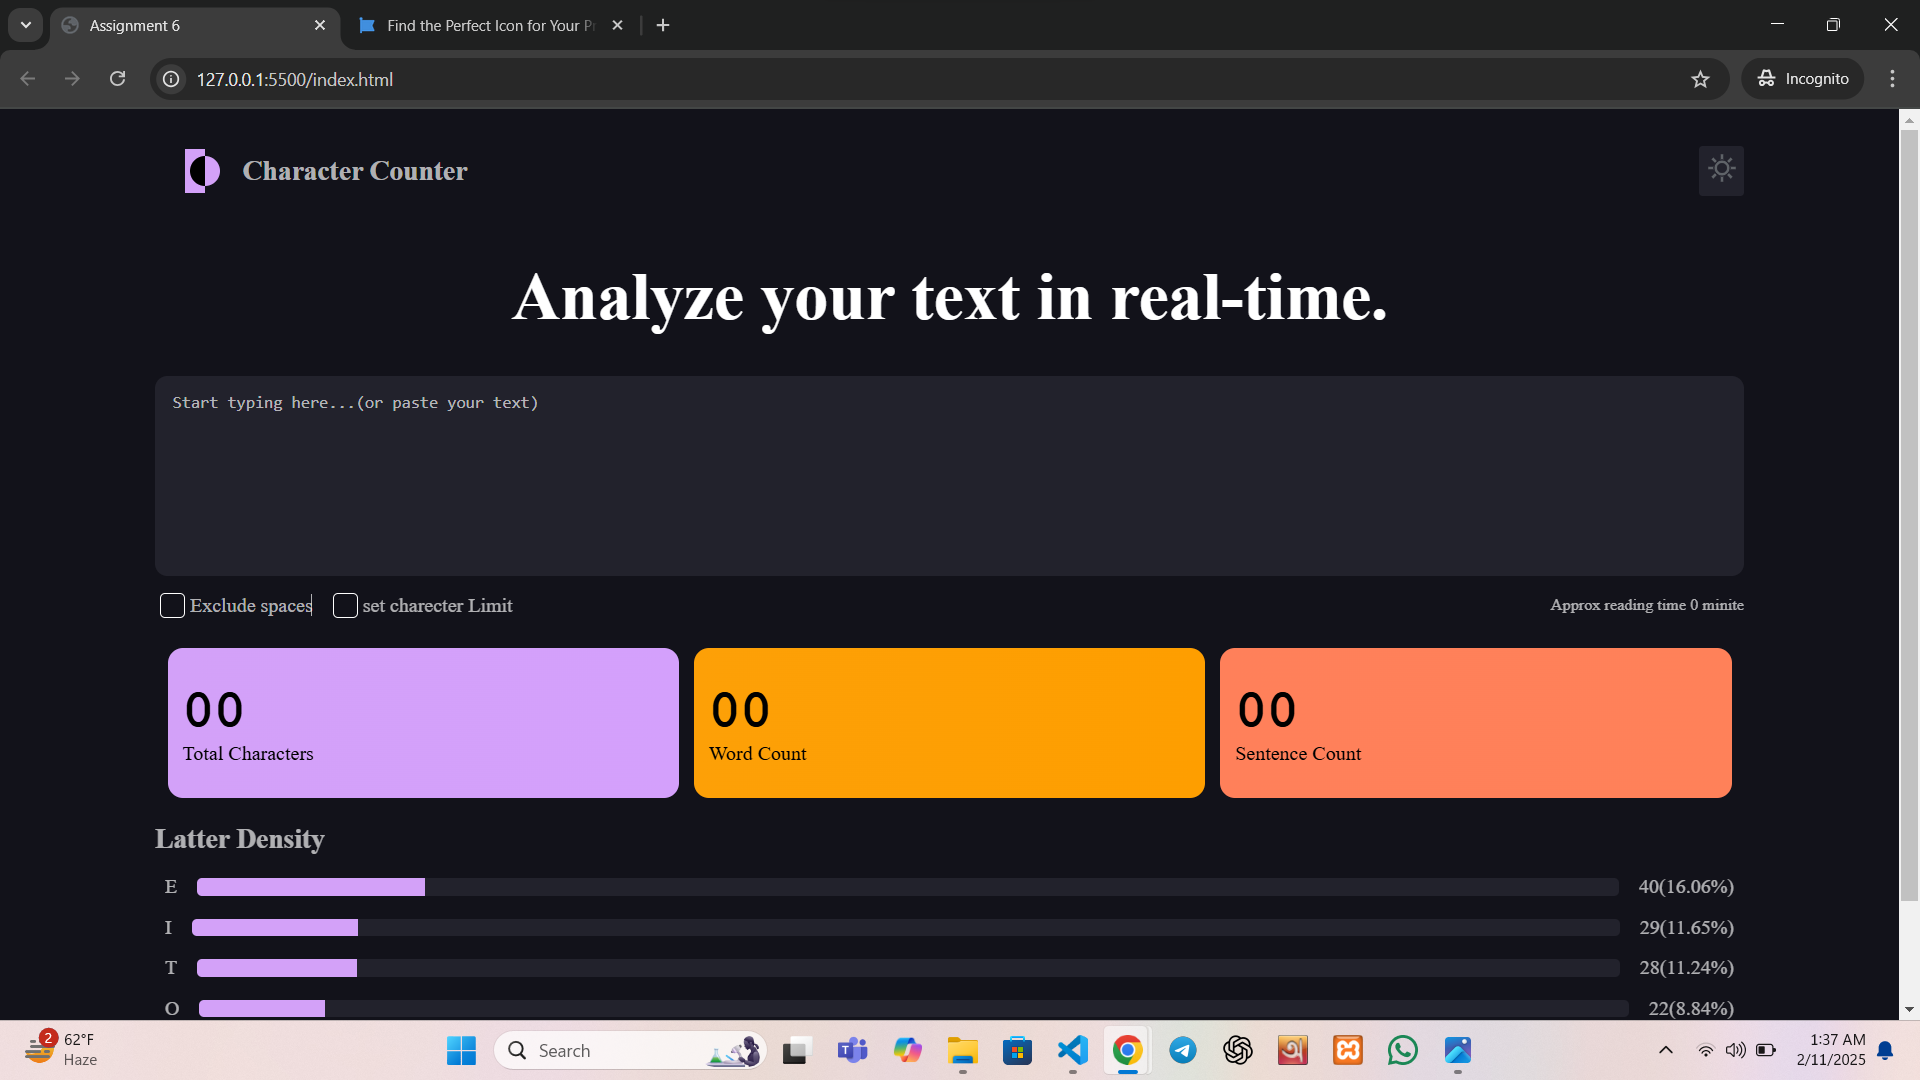 Assignment 6
Find the Perfect Icon for Your Pr
127.0.0.1:5500/index.html
Incognito
Character Counter
Analyze your text in real-time.
Start typing here...(or paste your text)
Exclude spaces set charecter Limit Approx reading time 0 minite
00 00 00
Total Characters Word Count Sentence Count
Latter Density
E 40(16.06%)
I 29(11.65%)
T 28(11.24%)
O 22(8.84%)
2 62°F
Haze
Search
1:37 AM
2/11/2025